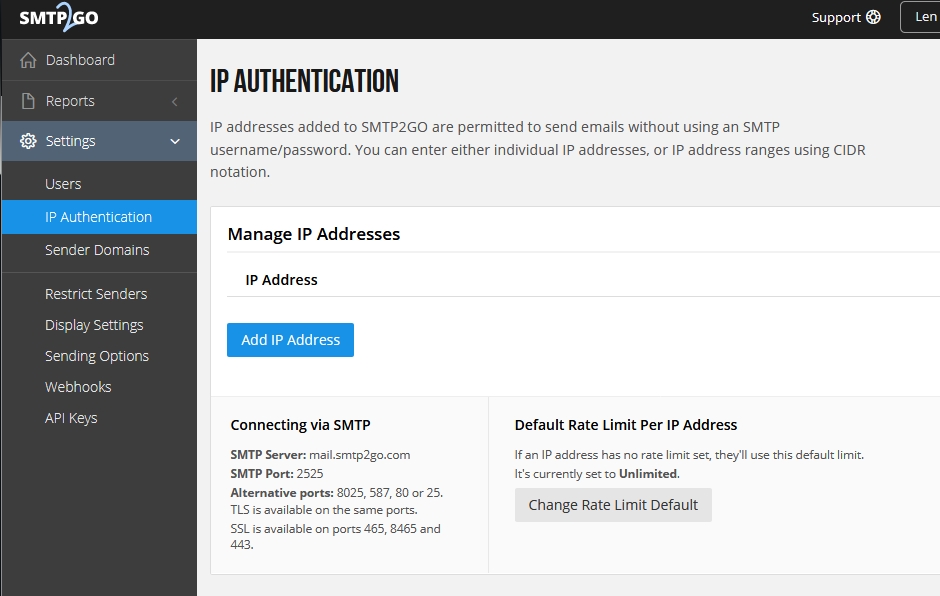 SMTP2GO
Support
Len
Dashboard
Reports
Settings
Users
IP Authentication
Sender Domains
Restrict Senders
Display Settings
Sending Options
Webhooks
API Keys
IP AUTHENTICATION
IP addresses added to SMTP2GO are permitted to send emails without using an SMTP
username/password. You can enter either individual IP addresses, or IP address ranges using CIDR
notation.
Manage IP Addresses
IP Address
Add IP Address
Connecting via SMTP
SMTP Server: mail.smtp2go.com
SMTP Port: 2525
Alternative ports: 8025, 587, 80 or 25.
TLS is available on the same ports.
SSL is available on ports 465, 8465 and
443.
Default Rate Limit Per IP Address
If an IP address has no rate limit set, they'll use this default limit.
It's currently set to Unlimited.
Change Rate Limit Default